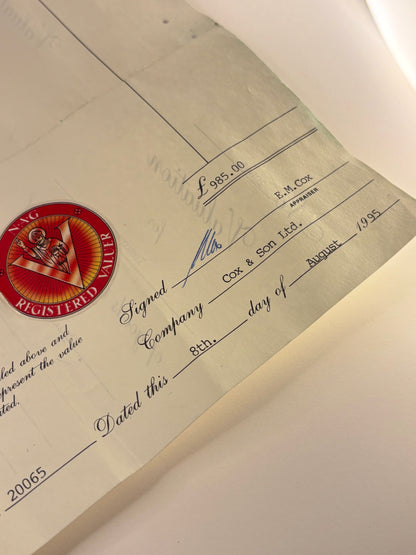 £ 985.00
E.M.Cox
APPRAISER
Signed
Company Cox & Son Ltd.
Dated this 8th. day of August 1995
N.A.G
REGISTERED VALUER
led above and
present the value
ted.
20065